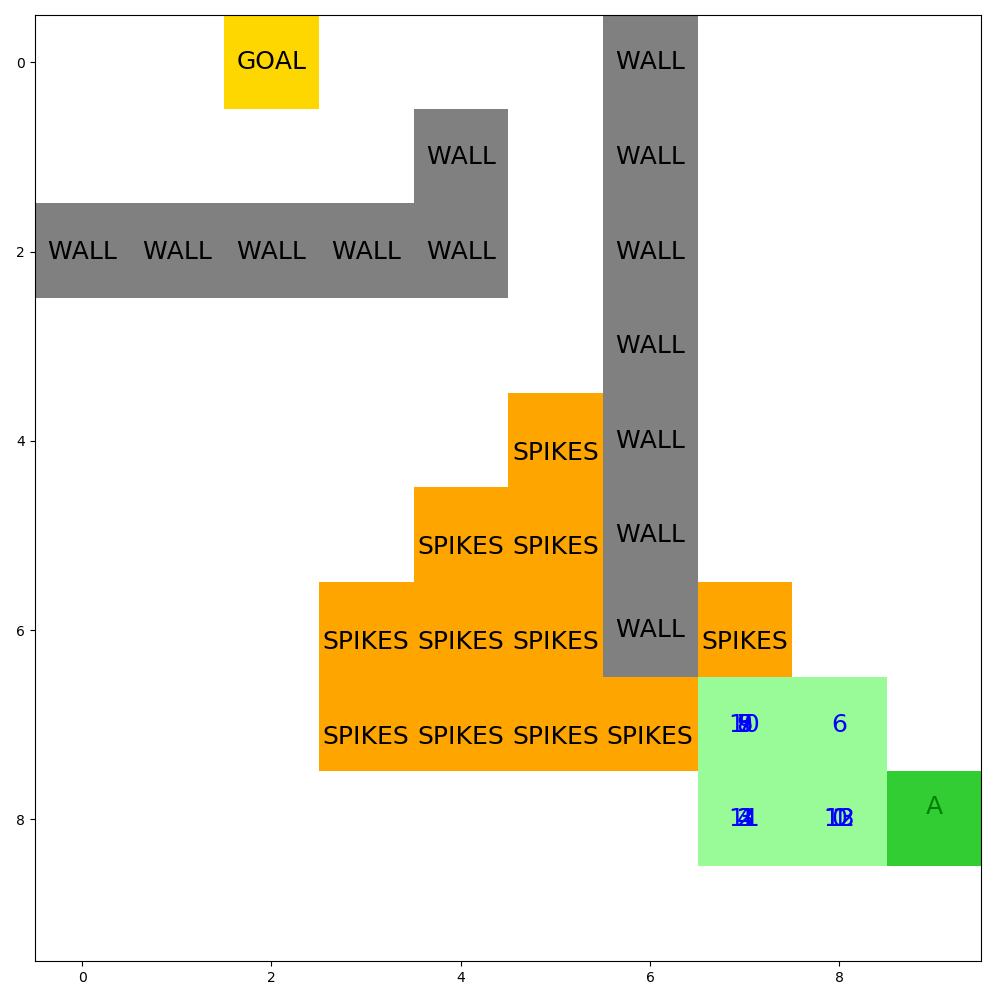 GOAL WALL
0
WALL WALL
WALL WALL WALL WALL WALL WALL
2
WALL
SPIKES WALL
4
SPIKES SPIKES WALL
SPIKES SPIKES SPIKES WALL SPIKES
6
SPIKES SPIKES SPIKES SPIKES 6
A
8
0 2 4 6 8